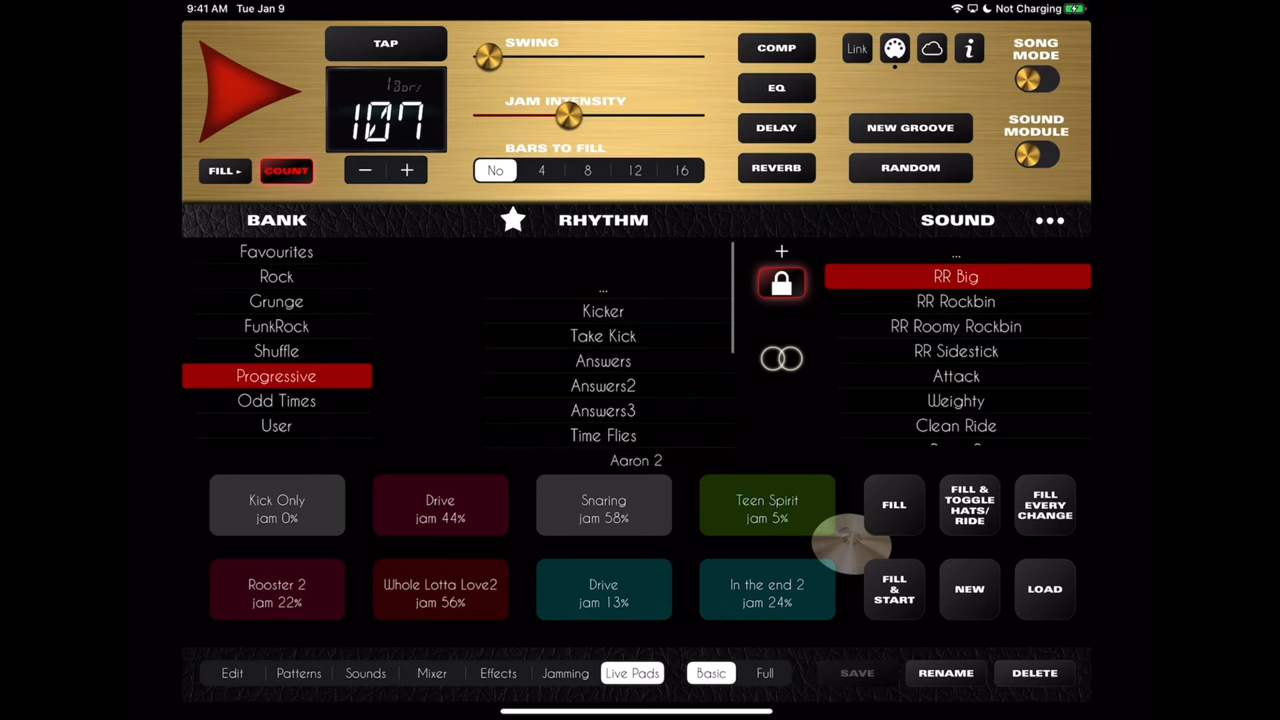 9:41 AM Tue Jan 9
Not Charging
TAP
SWING
COMP
Link
i
SONG
MODE
1Bars
107
JAM INTENSITY
EQ
BARS TO FILL
DELAY
NEW GROOVE
SOUND
MODULE
FILL
COUNT
− +
No 4 8 12 16
REVERB
RANDOM
BANK
RHYTHM
SOUND
Favourites
Rock
Grunge
FunkRock
Shuffle
Progressive
Odd Times
User
...
Kicker
Take Kick
Answers
Answers2
Answers3
Time Flies
Aaron 2
+
...
RR Big
RR Rockbin
RR Roomy Rockbin
RR Sidestick
Attack
Weighty
Clean Ride
Kick Only
jam 0%
Drive
jam 44%
Snaring
jam 58%
Teen Spirit
jam 5%
FILL
FILL &
TOGGLE
HATS/
RIDE
FILL
EVERY
CHANGE
Rooster 2
jam 22%
Whole Lotta Love2
jam 56%
Drive
jam 13%
In the end 2
jam 24%
FILL
&
START
NEW
LOAD
Edit Patterns Sounds Mixer Effects Jamming Live Pads Basic Full SAVE RENAME DELETE